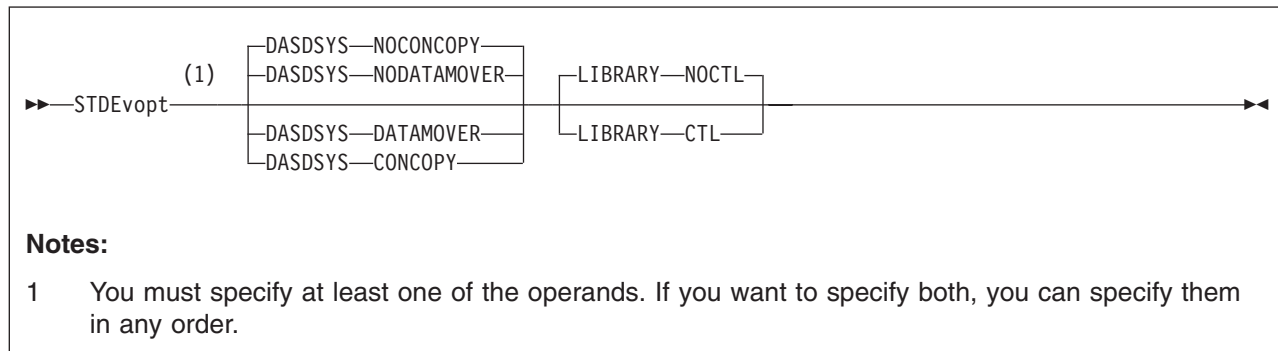 DASDSYS—NOCONCOPY
(1) DASDSYS—NODATAMOVER LIBRARY—NOCTL
►►—STDEvopt ►◄
DASDSYS—DATAMOVER LIBRARY—CTL
DASDSYS—CONCOPY
Notes:
1 You must specify at least one of the operands. If you want to specify both, you can specify them
in any order.